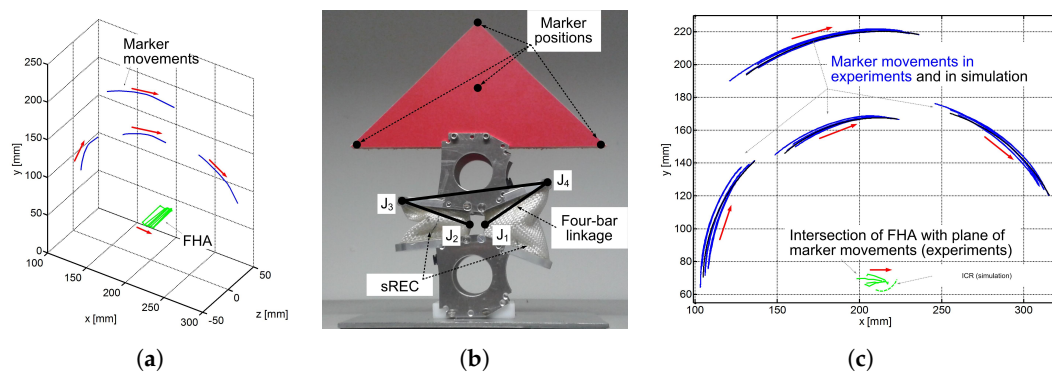 y
Marker
movements
250
200
150
100
50
0
y [mm]
FHA
100
150
200
250
300
x [mm]
50
0
-50
z [mm]
(a)
Marker
positions
J4
J3
J2
J1
Four-bar
linkage
sREC
(b)
y
220
200
180
160
140
120
100
80
60
y [mm]
Marker movements in
experiments and in simulation
Intersection of FHA with plane of
marker movements (experiments)
ICR (simulation)
100
150
200
250
300
x
x [mm]
(c)